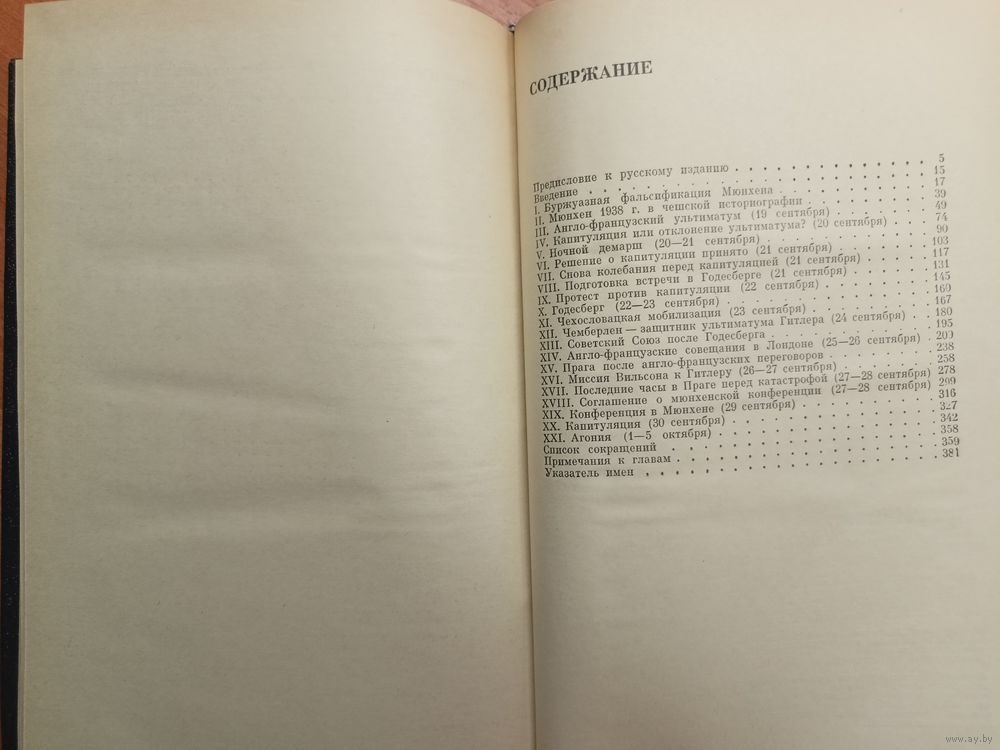 СОДЕРЖАНИЕ
Предисловие к русскому изданию . . . . . . . . . . . 5
Введение . . . . . . . . . . . . . . . . . . 15
I. Буржуазная фальсификация Мюнхена . . . . . . . . . 17
II. Мюнхен 1938 г. в чешской историографии . . . . . . . 39
III. Англо-французский ультиматум (19 сентября) . . . . . . 49
IV. Капитуляция или отклонение ультиматума? (20 сентября) . . 74
V. Ночной демарш (20—21 сентября) . . . . . . . . . 90
VI. Решение о капитуляции принято (21 сентября) . . . . . 103
VII. Снова колебания перед капитуляцией (21 сентября) . . . . 117
VIII. Подготовка встречи в Годесберге (21 сентября) . . . . . 131
IX. Протест против капитуляции (22 сентября) . . . . . . 145
X. Годесберг (22—23 сентября) . . . . . . . . . . . 160
XI. Чехословацкая мобилизация (23 сентября) . . . . . . 167
XII. Чемберлен — защитник ультиматума Гитлера (24 сентября) . . 180
XIII. Советский Союз после Годесберга . . . . . . . . . 195
XIV. Англо-французские совещания в Лондоне (25—26 сентября) . 209
XV. Прага после англо-французских переговоров . . . . . . 238
XVI. Миссия Вильсона к Гитлеру (26—27 сентября) . . . . . 258
XVII. Последние часы в Праге перед катастрофой (27—28 сентября) 278
XVIII. Соглашение о мюнхенской конференции (27—28 сентября) 299
XIX. Конференция в Мюнхене (29 сентября) . . . . . . . 316
XX. Капитуляция (30 сентября) . . . . . . . . . . . 327
XXI. Агония (1—5 октября) . . . . . . . . . . . . 342
Список сокращений . . . . . . . . . . . . . . 358
Примечания к главам . . . . . . . . . . . . . . 359
Указатель имен . . . . . . . . . . . . . . . . 381
www.ay.by